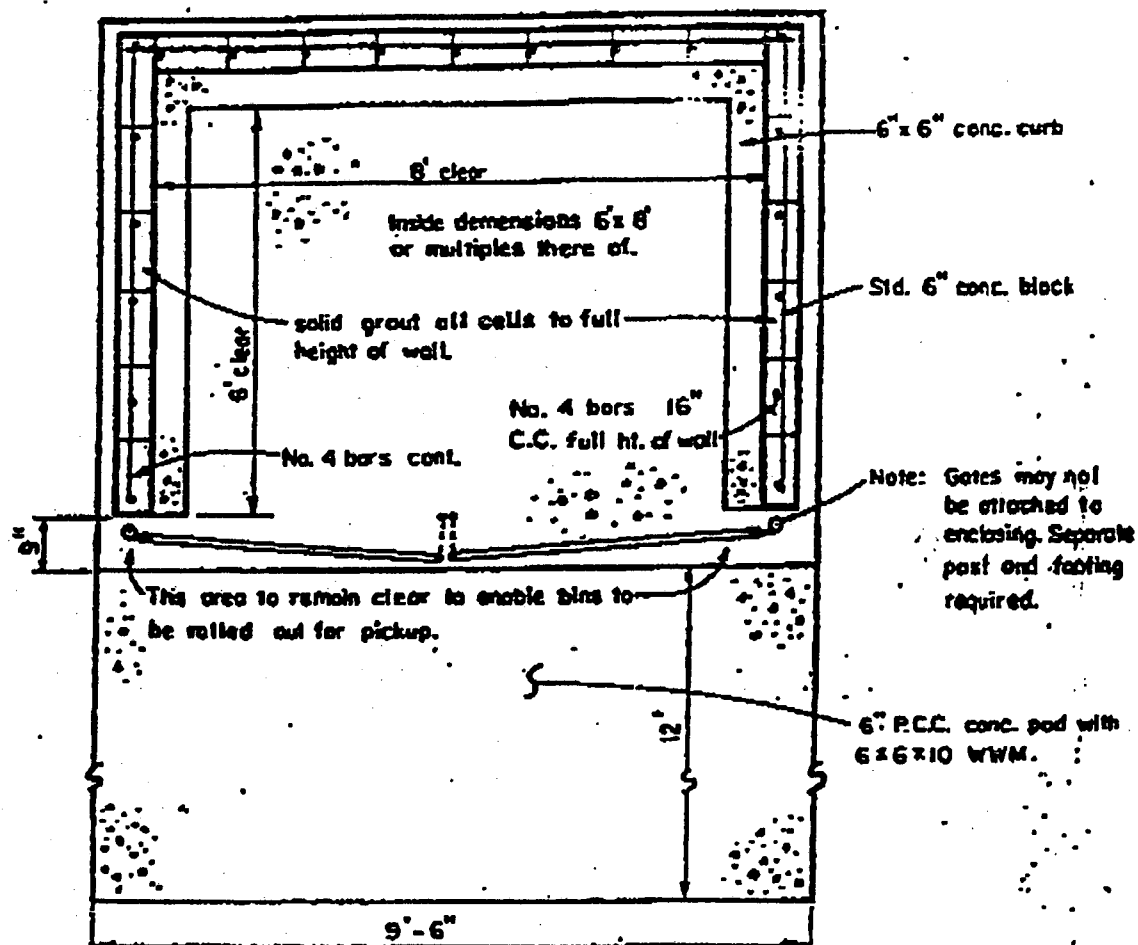 6"x 6" conc. curb
8' clear
Inside demensions 6'x 8'
or multiples there of.
Std. 6" conc. block
solid grout all cells to full
height of wall.
6' clear
No. 4 bars 16"
C.C. full ht. of wall
No. 4 bars cont.
Note: Gates may not
be attached to
enclosing. Separate
post and footing
required.
9"
This area to remain clear to enable bins to
be rolled out for pickup.
12'
6" P.C.C. conc. pad with
6x6x10 WWM.
9'-6"